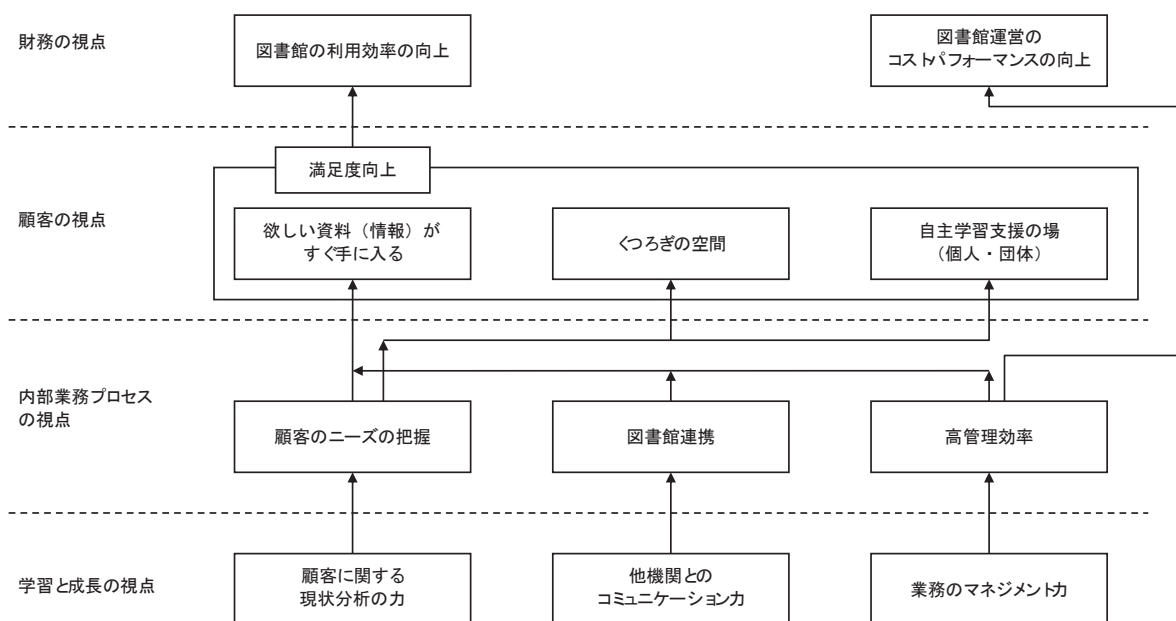 財務の視点
図書館の利用効率の向上
図書館運営の
コストパフォーマンスの向上
満足度向上
顧客の視点
欲しい資料（情報）が
すぐ手に入る
くつろぎの空間
自主学習支援の場
（個人・団体）
内部業務プロセス
の視点
顧客のニーズの把握
図書館連携
高管理効率
学習と成長の視点
顧客に関する
現状分析の力
他機関との
コミュニケーション力
業務のマネジメント力